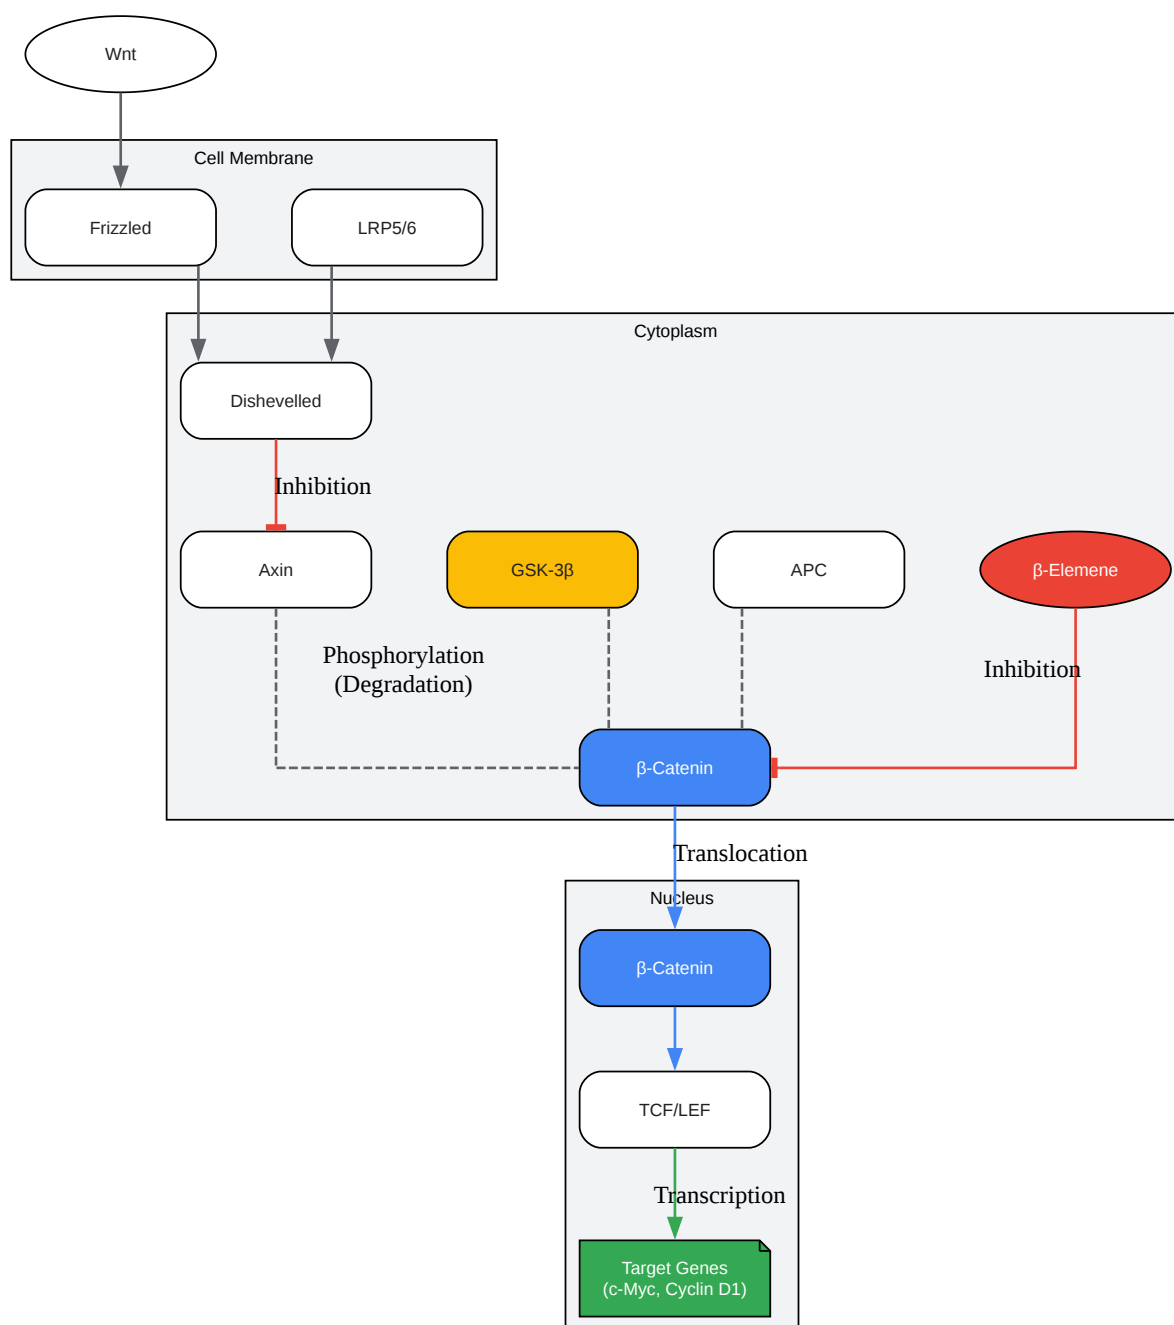 Wnt
Cell Membrane
Frizzled
LRP5/6
Cytoplasm
Dishevelled
Inhibition
Axin
GSK-3β
APC
β-Elemene
Phosphorylation
(Degradation)
Inhibition
β-Catenin
Translocation
Nucleus
β-Catenin
TCF/LEF
Transcription
Target Genes
(c-Myc, Cyclin D1)